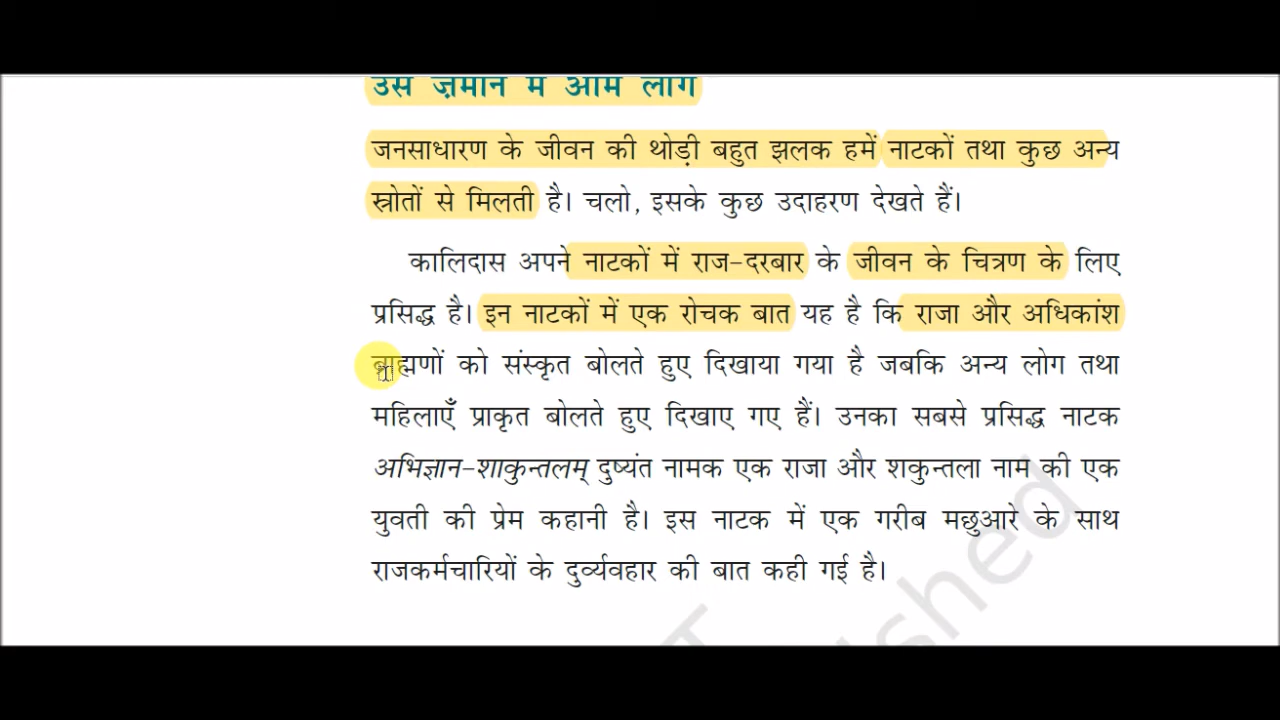 उस ज़माने में आम लोग
जनसाधारण के जीवन की थोड़ी बहुत झलक हमें नाटकों तथा कुछ अन्य
स्रोतों से मिलती है। चलो, इसके कुछ उदाहरण देखते हैं।
कालिदास अपने नाटकों में राज-दरबार के जीवन के चित्रण के लिए
प्रसिद्ध है। इन नाटकों में एक रोचक बात यह है कि राजा और अधिकांश
ब्राह्मणों को संस्कृत बोलते हुए दिखाया गया है जबकि अन्य लोग तथा
महिलाएँ प्राकृत बोलते हुए दिखाए गए हैं। उनका सबसे प्रसिद्ध नाटक
अभिज्ञान-शाकुन्तलम् दुष्यंत नामक एक राजा और शकुन्तला नाम की एक
युवती की प्रेम कहानी है। इस नाटक में एक गरीब मछुआरे के साथ
राजकर्मचारियों के दुर्व्यवहार की बात कही गई है।